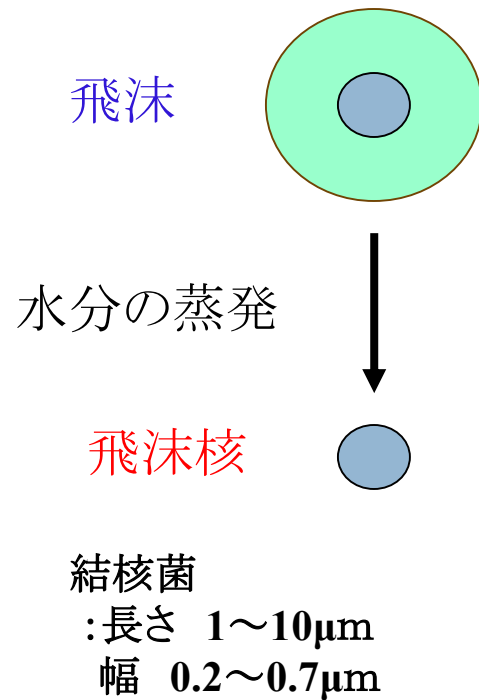 飛沫
水分の蒸発
飛沫核
結核菌
:長さ 1～10μm
幅 0.2～0.7μm